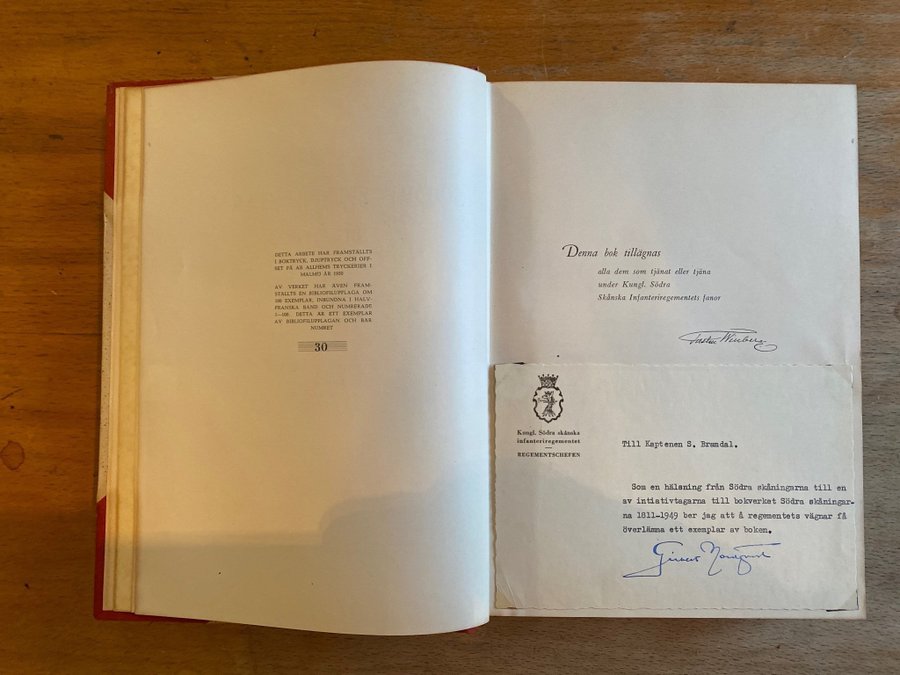 DETTA ARBETE HAR FRAMSTÄLLTS
I BOKTRYCK, DJUPTRYCK OCH OFF-
SET PÅ AB ALLHEMS TRYCKERIER I
MALMÖ ÅR 1950
AV VERKET HAR ÄVEN FRAM-
STÄLLTS EN BIBLIOFILUPPLAGA OM
100 EXEMPLAR, INBUNDNA I HALV-
FRANSKA BAND OCH NUMRERADE
1—100. DETTA ÄR ETT EXEMPLAR
AV BIBLIOFILUPPLAGAN OCH BÄR
NUMRET
30
Denna bok tillägnas
alla dem som tjänat eller tjäna
under Kungl. Södra
Skånska Infanteriregementets fanor
Winberg
Kungl. Södra skånska
infanteriregementet
REGEMENTSCHEFEN
Till Kaptenen S. Brandal.
Som en hälsning från Södra skåningarna till en
av intiativtagarna till bokverket Södra skåningar-
na 1811-1949 ber jag att å regementets vägnar få
överlämna ett exemplar av boken.